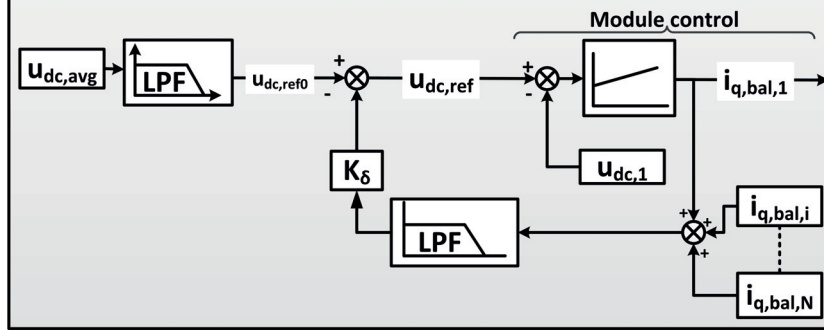 Module control
u_dc,avg
LPF
u_dc,ref0
+
-
u_dc,ref
+
-
i_q,bal,1
K_δ
u_dc,1
LPF
+
+
+
i_q,bal,i
i_q,bal,N